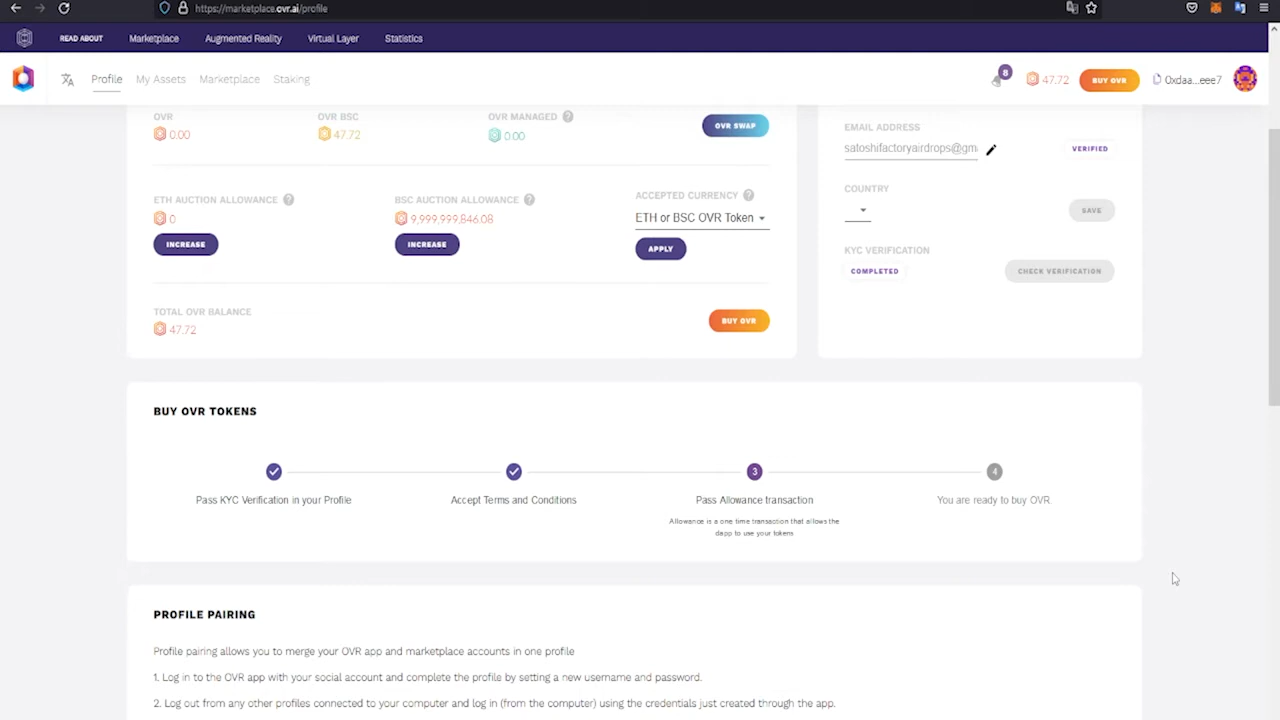 https://marketplace.ovr.ai/profile
READ ABOUT Marketplace Augmented Reality Virtual Layer Statistics
Profile My Assets Marketplace Staking 8 47.72 BUY OVR 0xdaa...eee7
OVR OVR BSC OVR MANAGED ?
0.00 47.72 0.00 OVR SWAP
ETH AUCTION ALLOWANCE ? BSC AUCTION ALLOWANCE ? ACCEPTED CURRENCY ?
0 9,999,999,846.08 ETH or BSC OVR Token
INCREASE INCREASE APPLY
TOTAL OVR BALANCE
47.72 BUY OVR
EMAIL ADDRESS
satoshifactoryairdrops@gm VERIFIED
COUNTRY
SAVE
KYC VERIFICATION
COMPLETED CHECK VERIFICATION
BUY OVR TOKENS
3 4
Pass KYC Verification in your Profile Accept Terms and Conditions Pass Allowance transaction You are ready to buy OVR.
Allowance is a one time transaction that allows the
dapp to use your tokens
PROFILE PAIRING
Profile pairing allows you to merge your OVR app and marketplace accounts in one profile
1. Log in to the OVR app with your social account and complete the profile by setting a new username and password.
2. Log out from any other profiles connected to your computer and log in (from the computer) using the credentials just created through the app.